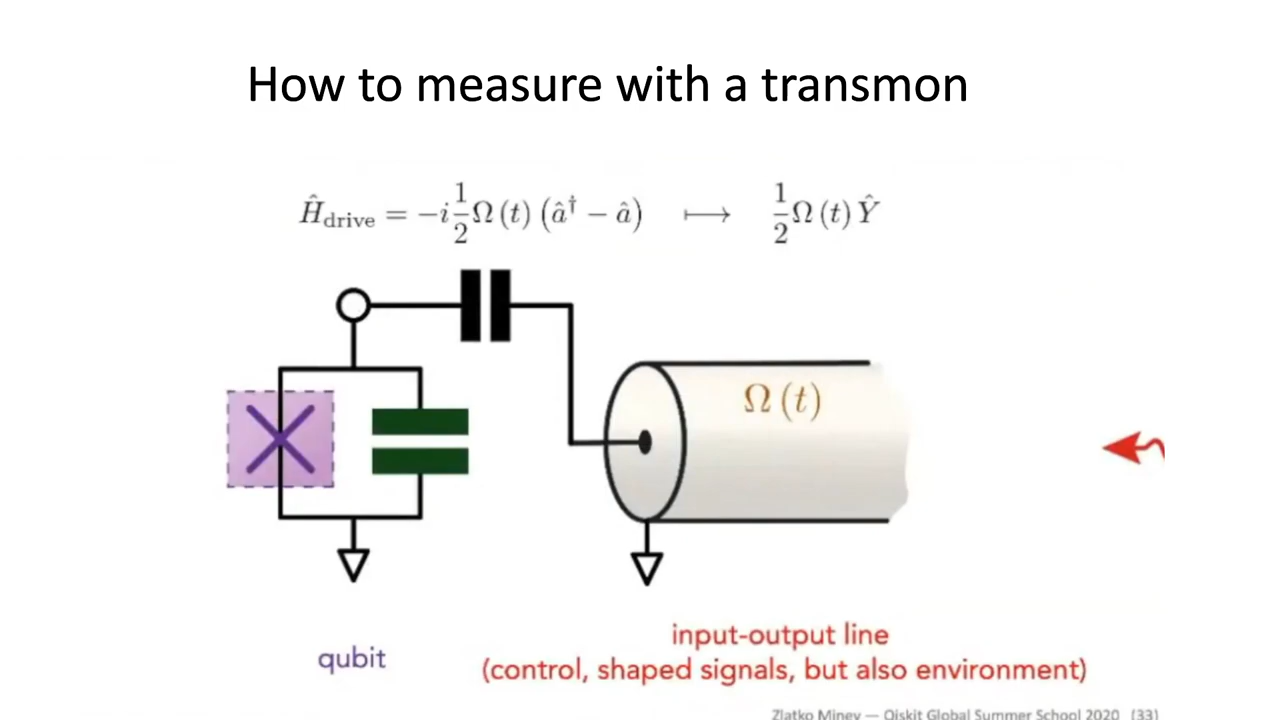 How to measure with a transmon
Ĥ_drive = −i 1/2 Ω (t) (â† − â) ⟼ 1/2 Ω (t) Ŷ
Ω (t)
qubit
input-output line
(control, shaped signals, but also environment)
Zlatko Minev — Qiskit Global Summer School 2020 (33)